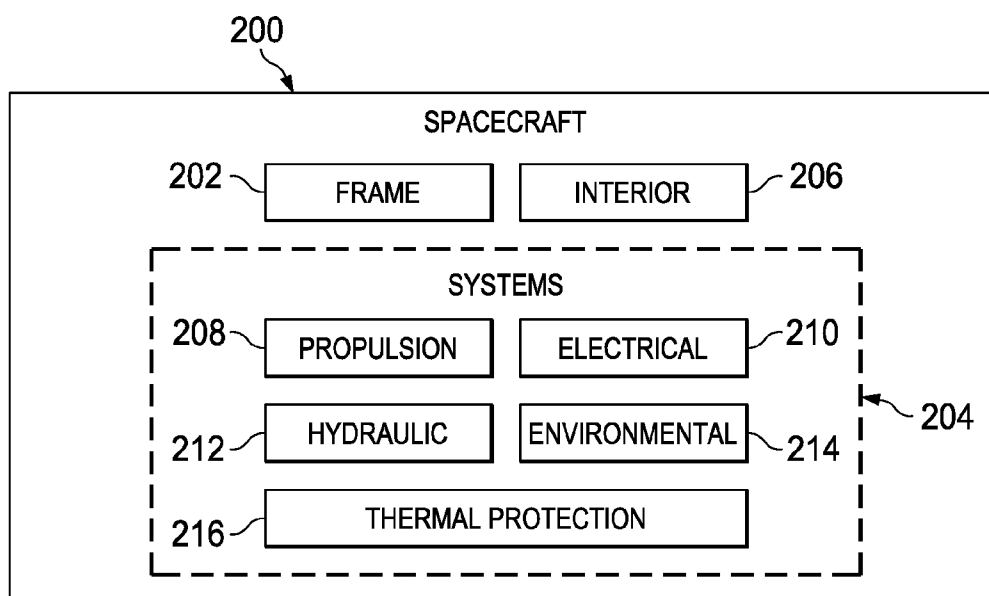 200
SPACECRAFT
202 FRAME INTERIOR 206
SYSTEMS
208 PROPULSION ELECTRICAL 210
204
212 HYDRAULIC ENVIRONMENTAL 214
216 THERMAL PROTECTION